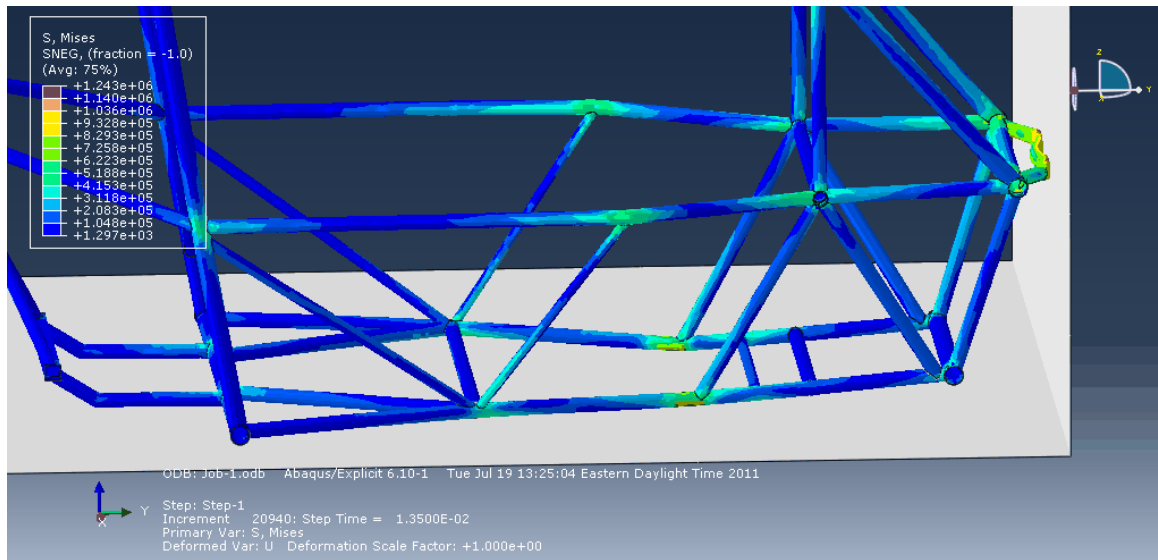 S, Mises
SNEG, (fraction = -1.0)
(Avg: 75%)
+1.243e+06
+1.140e+06
+1.036e+06
+9.328e+05
+8.293e+05
+7.258e+05
+6.223e+05
+5.188e+05
+4.153e+05
+3.118e+05
+2.083e+05
+1.048e+05
+1.297e+03
Z
Y
X
ODB: Job-1.odb Abaqus/Explicit 6.10-1 Tue Jul 19 13:25:04 Eastern Daylight Time 2011
Y
X
Step: Step-1
Increment 20940: Step Time = 1.3500E-02
Primary Var: S, Mises
Deformed Var: U Deformation Scale Factor: +1.000e+00